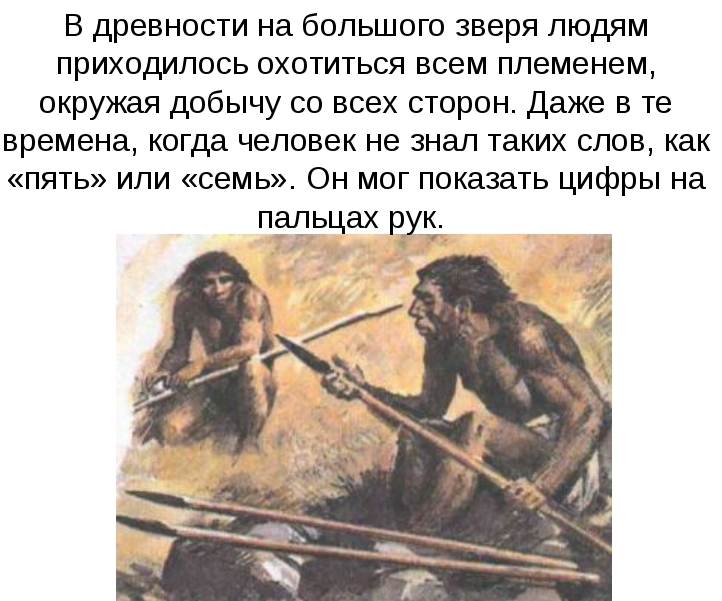 В древности на большого зверя людям
приходилось охотиться всем племенем,
окружая добычу со всех сторон. Даже в те
времена, когда человек не знал таких слов, как
«пять» или «семь». Он мог показать цифры на
пальцах рук.